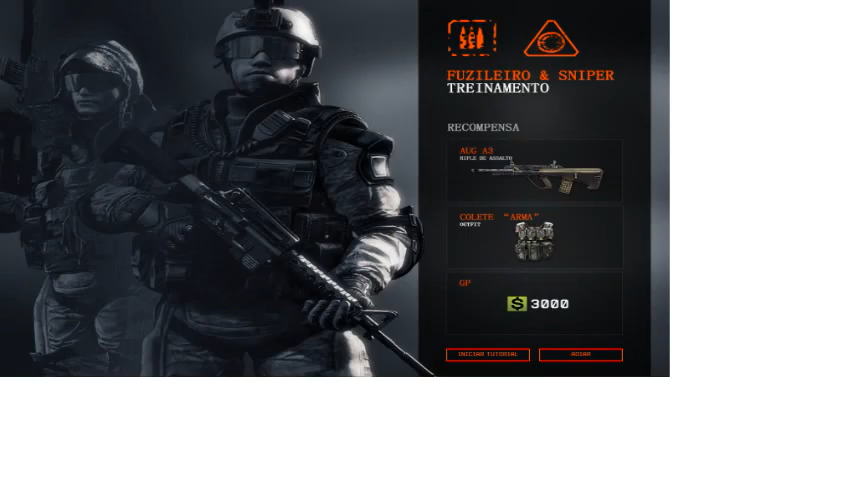 FUZILEIRO & SNIPER
TREINAMENTO
RECOMPENSA
AUG A3
RIFLE DE ASSALTO
COLETE "ARMA"
OUTFIT
GP
$ 3000
INICIAR TUTORIAL
ADIAR